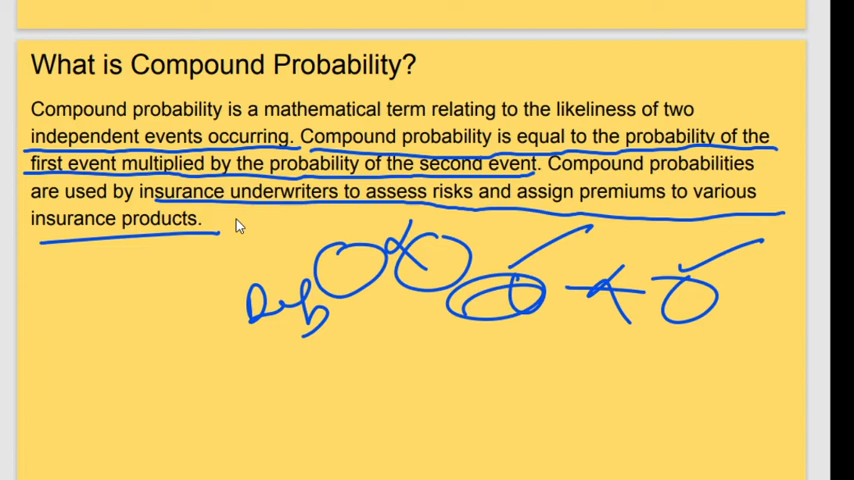 What is Compound Probability?
Compound probability is a mathematical term relating to the likeliness of two
independent events occurring. Compound probability is equal to the probability of the
first event multiplied by the probability of the second event. Compound probabilities
are used by insurance underwriters to assess risks and assign premiums to various
insurance products.